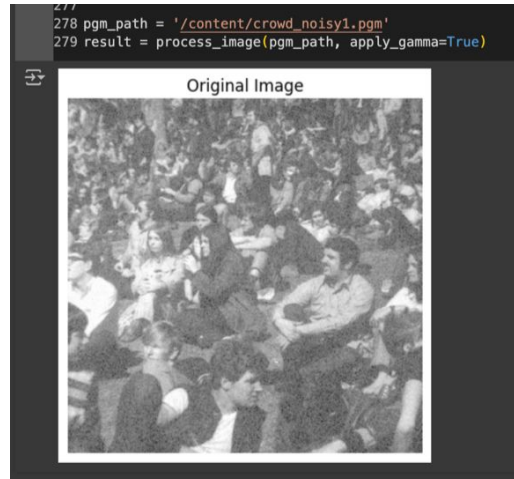 277
278 pgm_path = '/content/crowd_noisy1.pgm'
279 result = process_image(pgm_path, apply_gamma=True)
Original Image